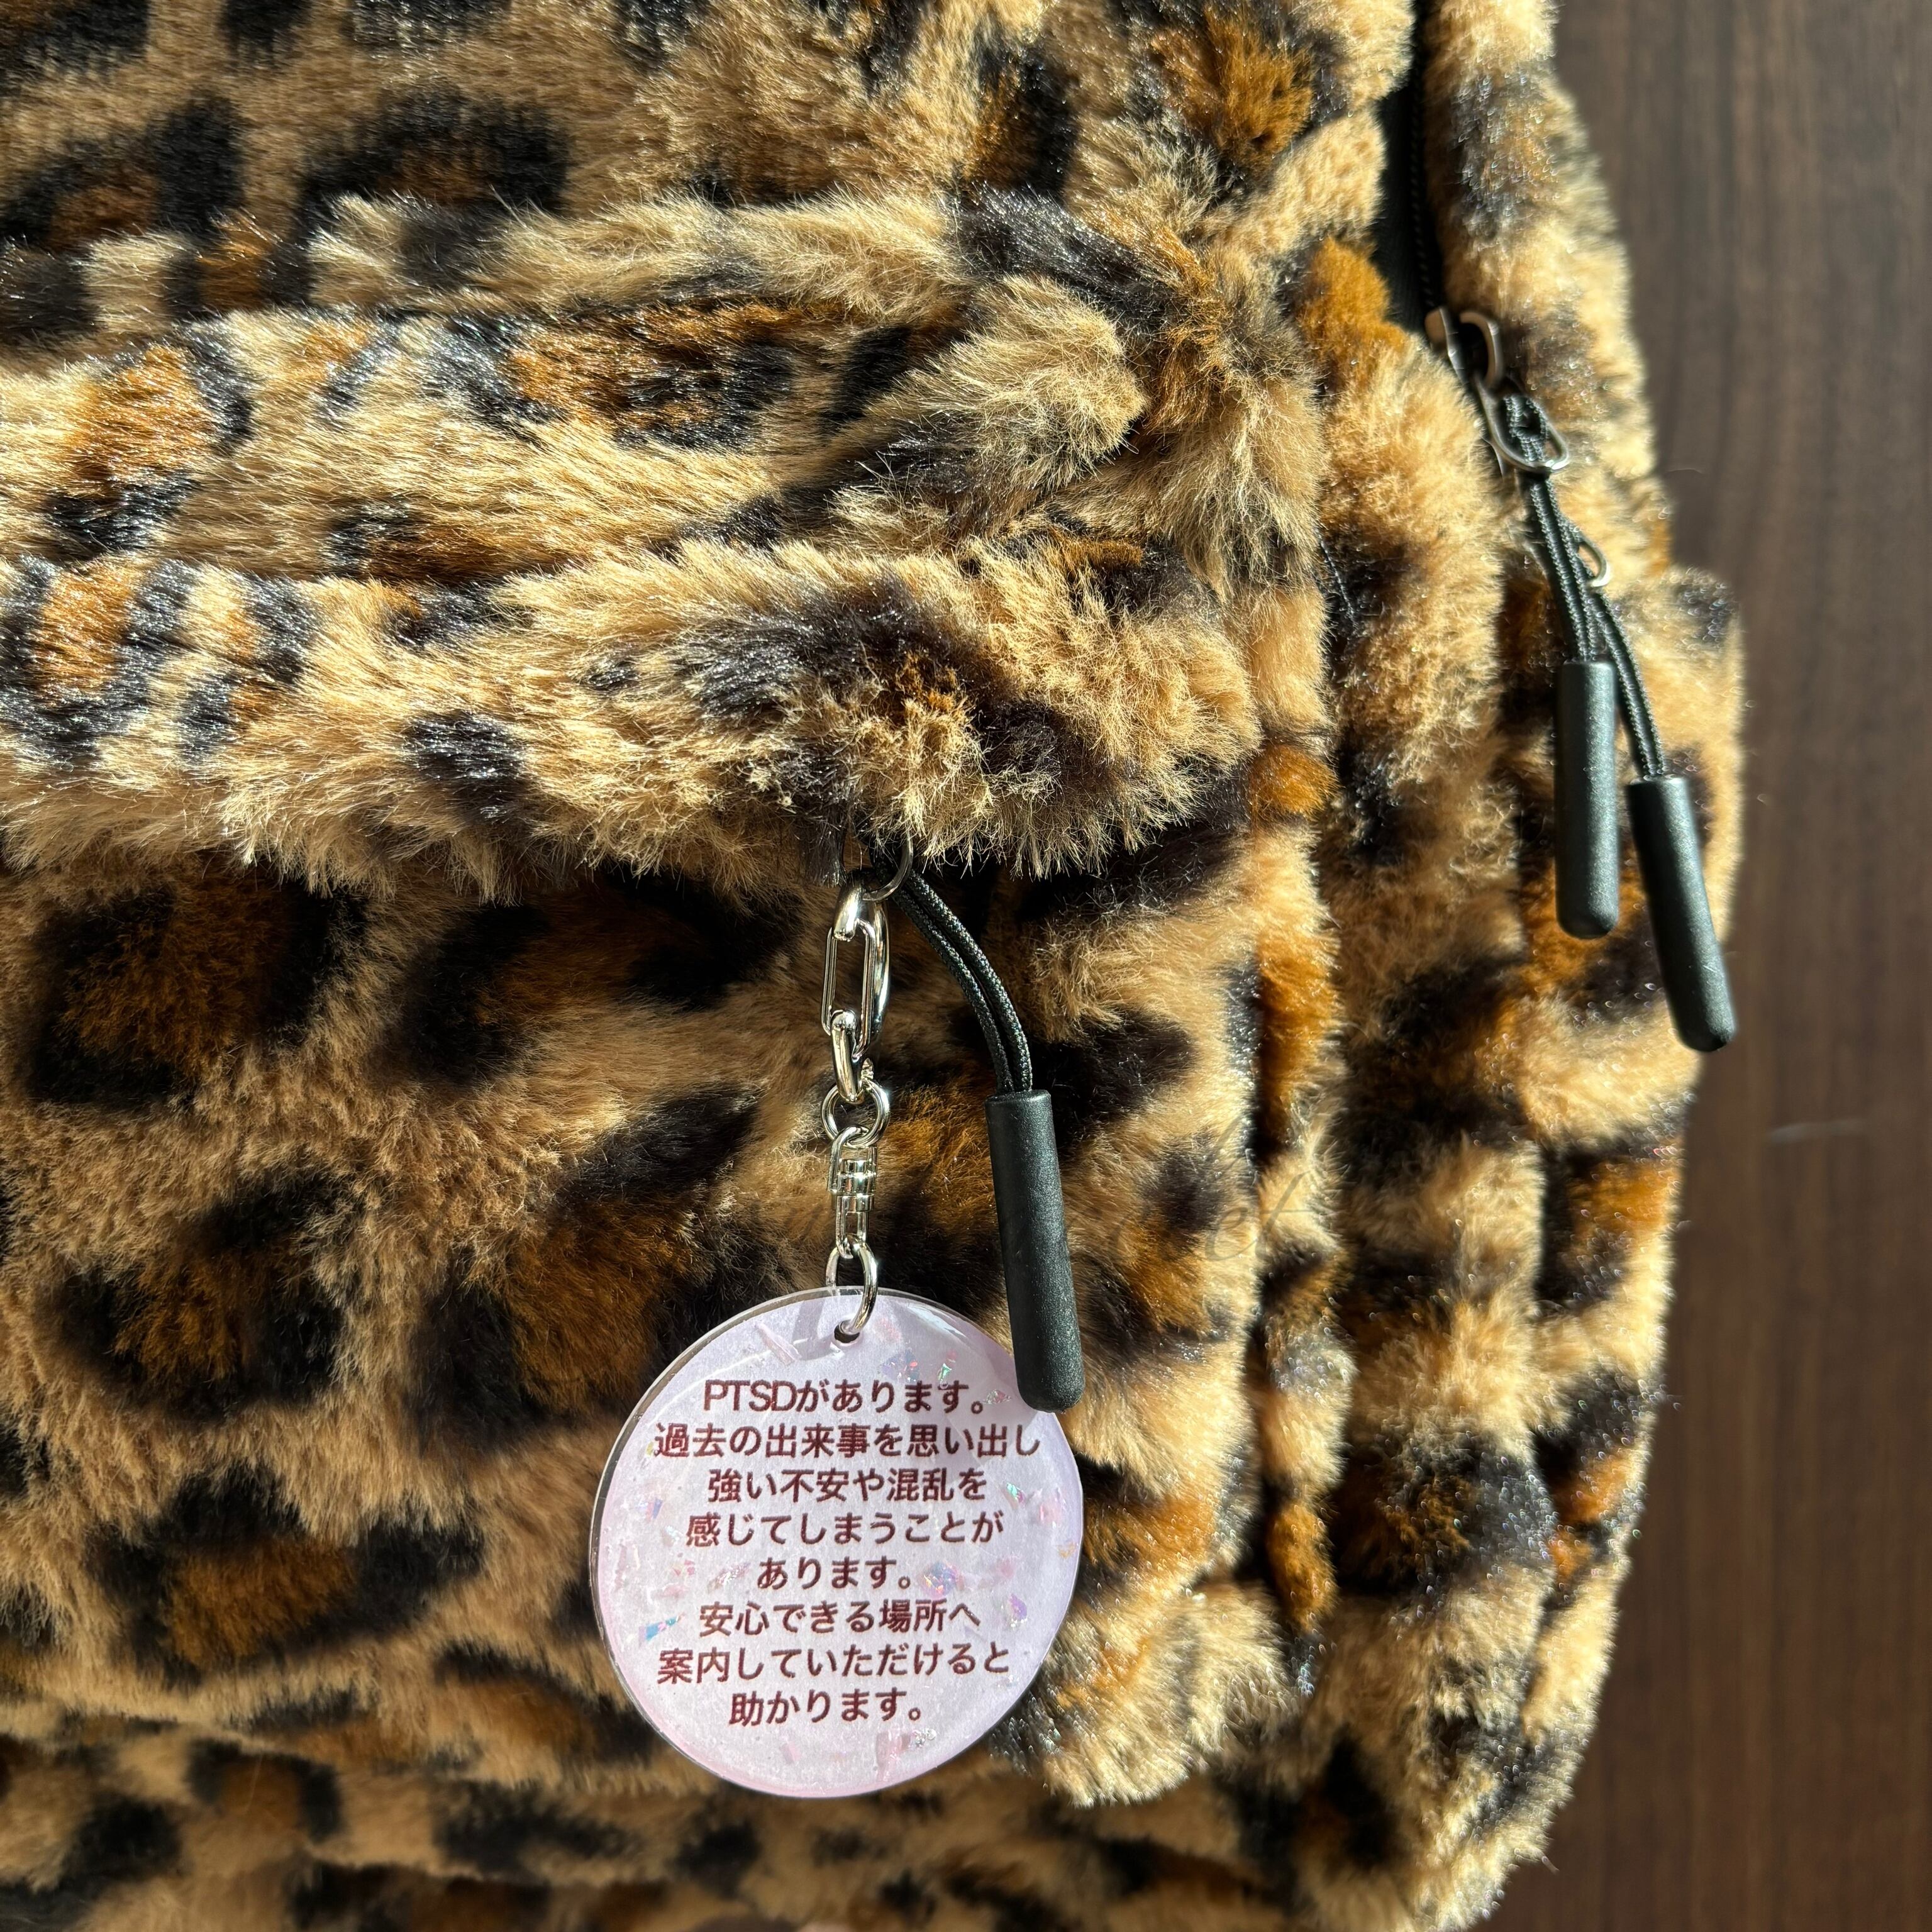 PTSDがあります。
過去の出来事を思い出し
強い不安や混乱を
感じてしまうことが
あります。
安心できる場所へ
案内していただけると
助かります。